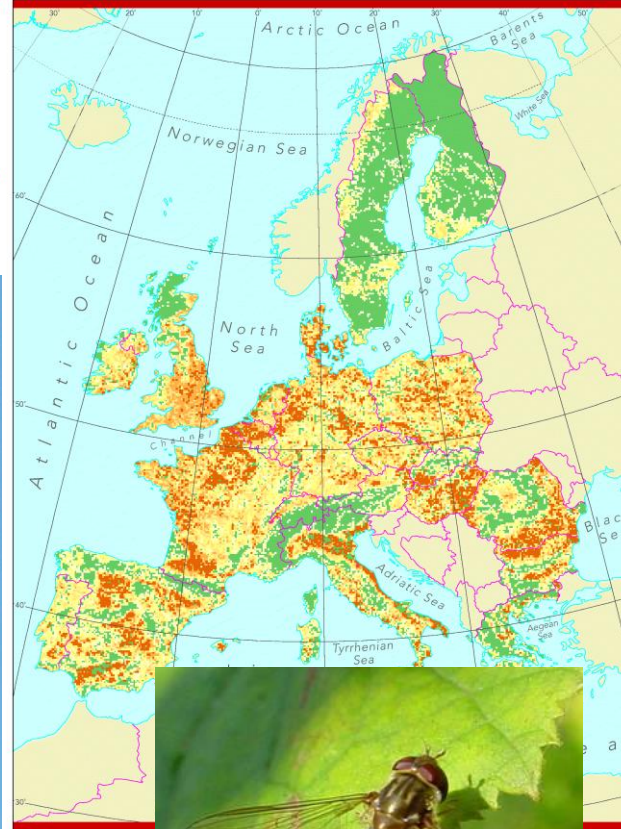 30'
20'
10'
0'
10'
20'
30'
40'
50'
Arctic Ocean
Barents
Sea
White Sea
Norwegian Sea
60'
Atlantic Ocean
North
Sea
Baltic Sea
50'
Channel
Blac
Se
Adriatic Sea
40'
Aegean
Sea
Tyrrhenian
Sea
e a
30'